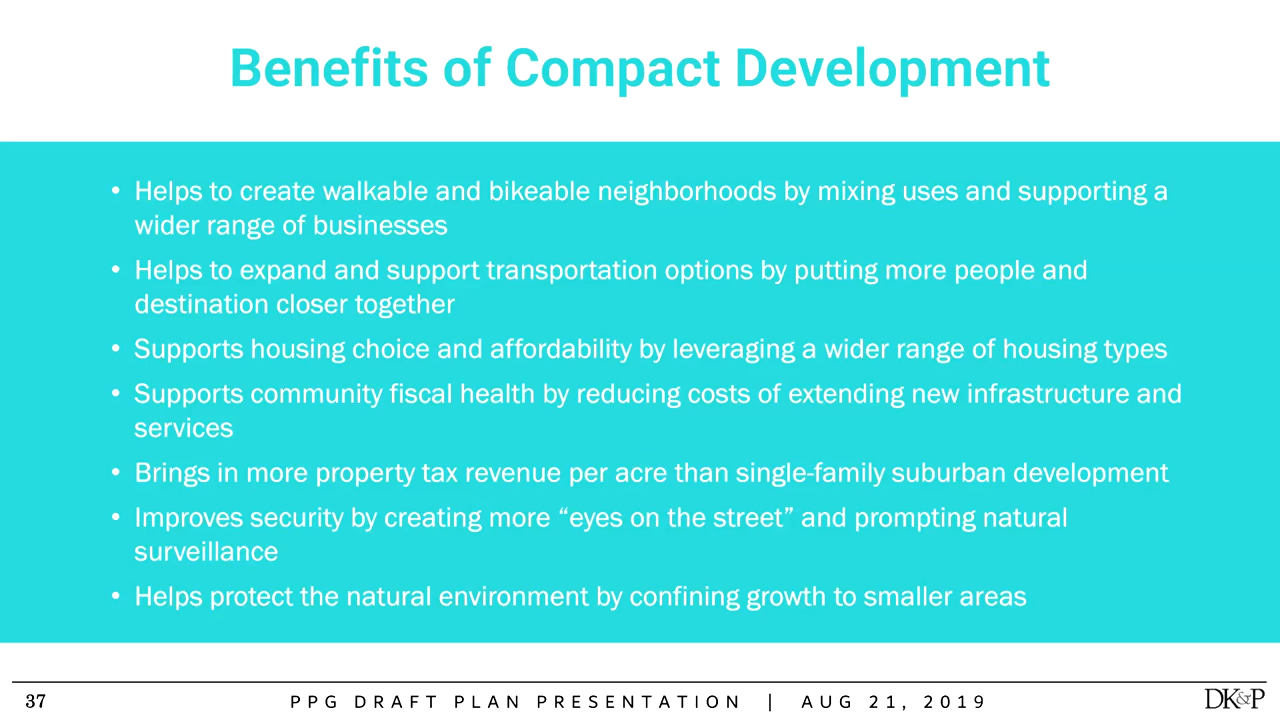 Benefits of Compact Development
• Helps to create walkable and bikeable neighborhoods by mixing uses and supporting a
wider range of businesses
• Helps to expand and support transportation options by putting more people and
destination closer together
• Supports housing choice and affordability by leveraging a wider range of housing types
• Supports community fiscal health by reducing costs of extending new infrastructure and
services
• Brings in more property tax revenue per acre than single-family suburban development
• Improves security by creating more “eyes on the street” and prompting natural
surveillance
• Helps protect the natural environment by confining growth to smaller areas
37
PPG DRAFT PLAN PRESENTATION | AUG 21, 2019
DK&P